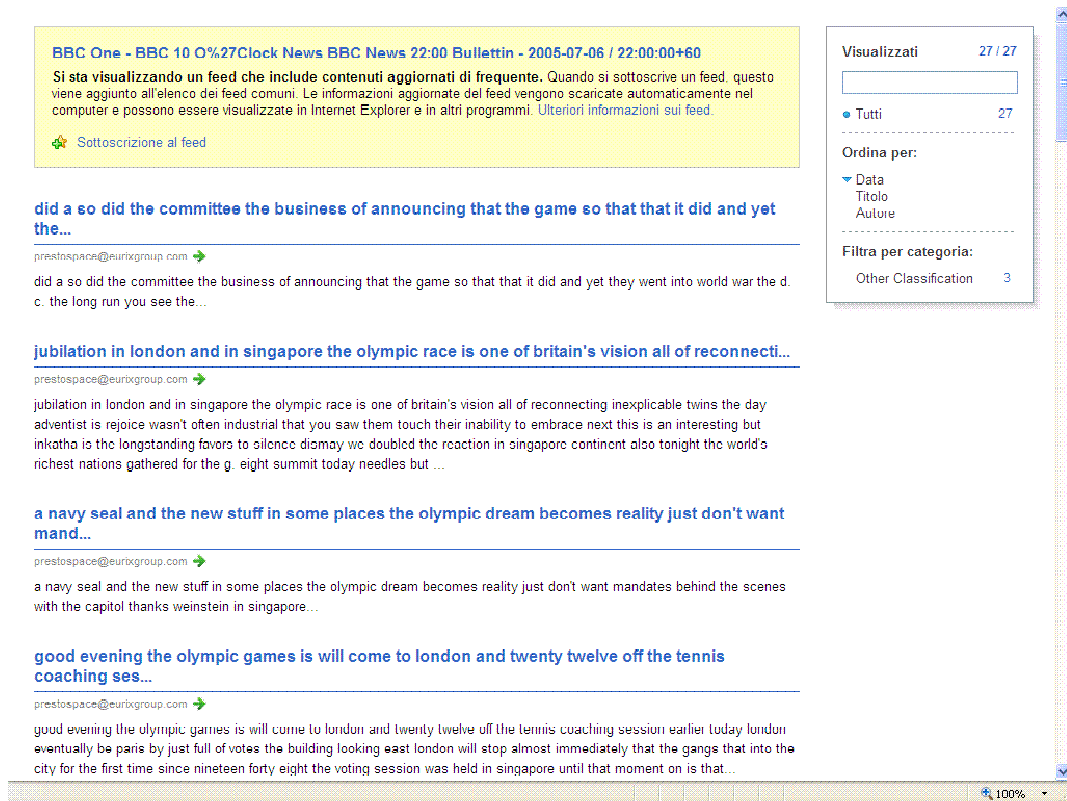 BBC One - BBC 10 O%27Clock News BBC News 22:00 Bullettin - 2005-07-06 / 22:00:00+60
Si sta visualizzando un feed che include contenuti aggiornati di frequente. Quando si sottoscrive un feed, questo
viene aggiunto all'elenco dei feed comuni. Le informazioni aggiornate del feed vengono scaricate automaticamente nel
computer e possono essere visualizzate in Internet Explorer e in altri programmi. Ulteriori informazioni sui feed.
Sottoscrizione al feed
did a so did the committee the business of announcing that the game so that that it did and yet
the...
prestospace@eurixgroup.com
did a so did the committee the business of announcing that the game so that that it did and yet they went into world war the d.
c. the long run you see the...
jubilation in london and in singapore the olympic race is one of britain's vision all of reconnecti...
prestospace@eurixgroup.com
jubilation in london and in singapore the olympic race is one of britain's vision all of reconnecting inexplicable twins the day
adventist is rejoice wasn't often industrial that you saw them touch their inability to embrace next this is an interesting but
inkatha is the longstanding favors to silence dismay we doubled the reaction in singapore continent also tonight the world's
richest nations gathered for the g. eight summit today needles but ...
a navy seal and the new stuff in some places the olympic dream becomes reality just don't want
mand...
prestospace@eurixgroup.com
a navy seal and the new stuff in some places the olympic dream becomes reality just don't want mandates behind the scenes
with the capitol thanks weinstein in singapore...
good evening the olympic games is will come to london and twenty twelve off the tennis
coaching ses...
prestospace@eurixgroup.com
good evening the olympic games is will come to london and twenty twelve off the tennis coaching session earlier today london
eventually be paris by just full of votes the building looking east london will stop almost immediately that the gangs that into the
city for the first time since nineteen forty eight the voting session was held in singapore until that moment on is that...
Visualizzati 27 / 27
Tutti 27
Ordina per:
Data
Titolo
Autore
Filtra per categoria:
Other Classification 3
100%